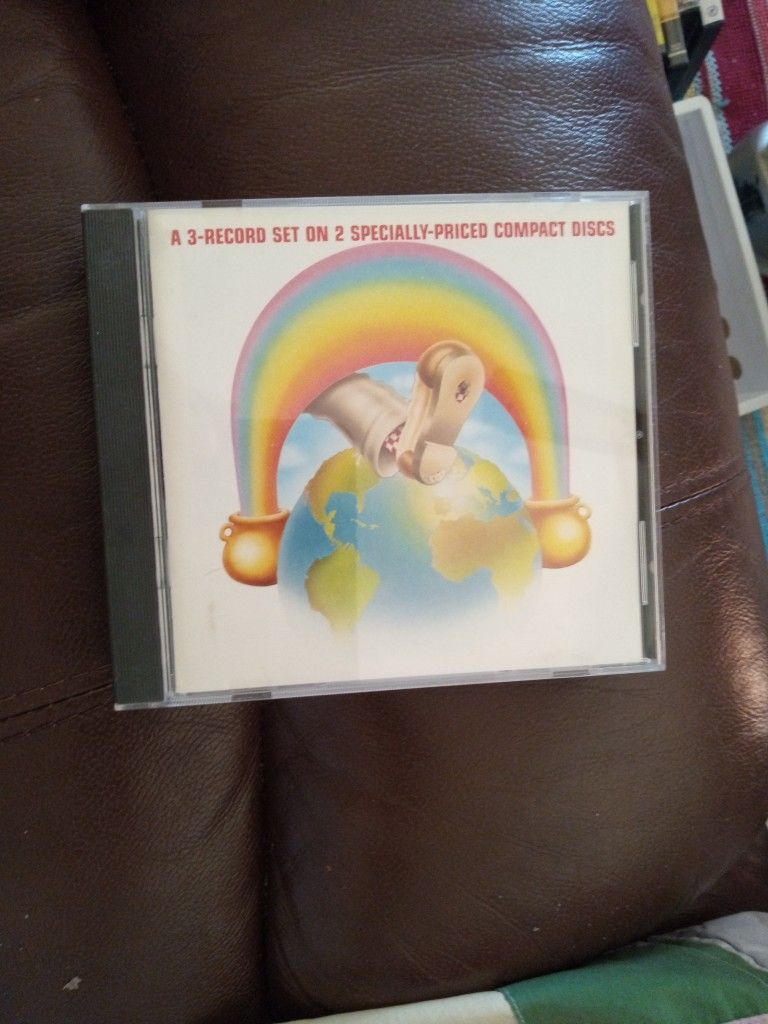 A 3-RECORD SET ON 2 SPECIALLY-PRICED COMPACT DISCS